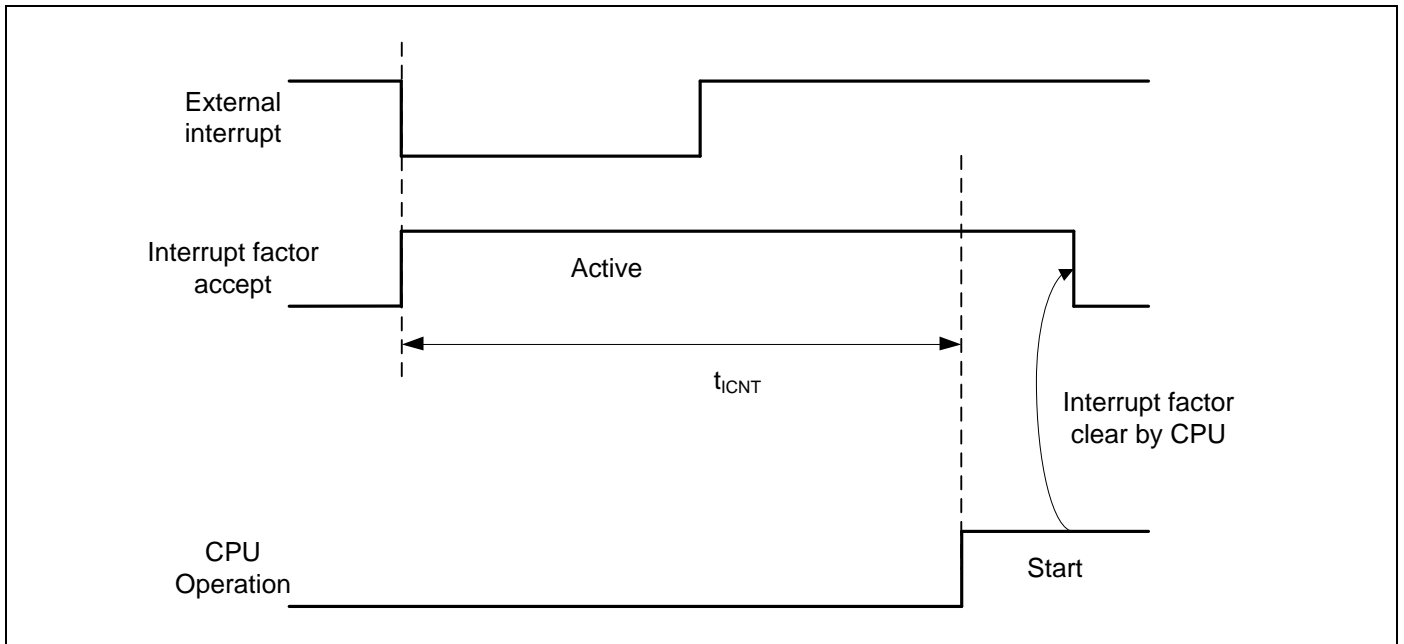 External
interrupt
Interrupt factor
accept
Active
tICNT
Interrupt factor
clear by CPU
CPU
Operation
Start